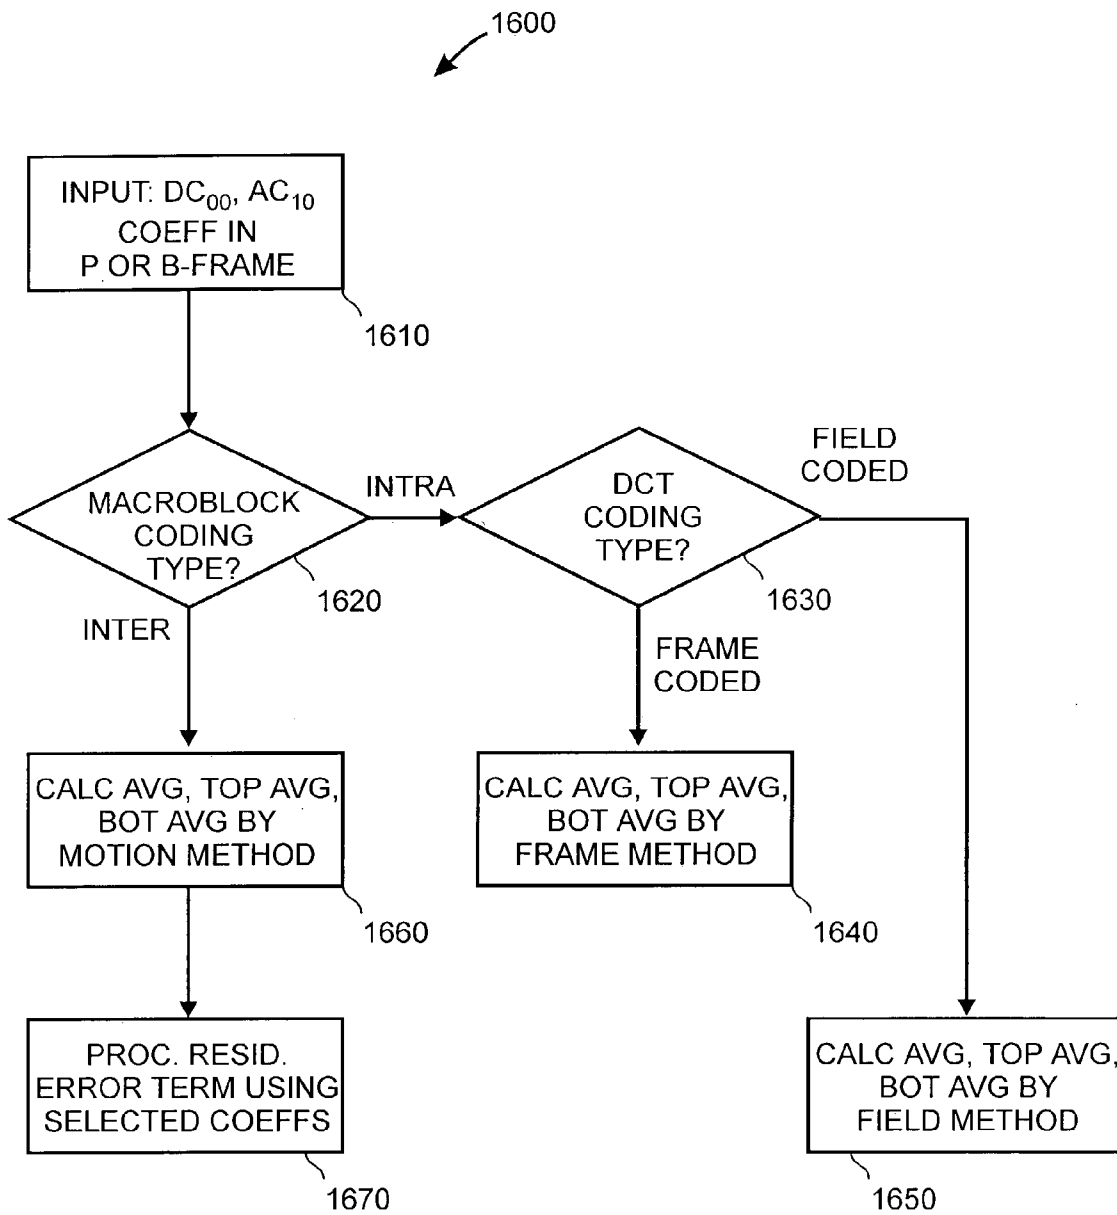 1600
INPUT: DC00, AC10
COEFF IN
P OR B-FRAME
1610
MACROBLOCK
CODING
TYPE?
1620
INTRA
INTER
DCT
CODING
TYPE?
1630
FIELD
CODED
FRAME
CODED
CALC AVG, TOP AVG,
BOT AVG BY
MOTION METHOD
1660
CALC AVG, TOP AVG,
BOT AVG BY
FRAME METHOD
1640
PROC. RESID.
ERROR TERM USING
SELECTED COEFFS
1670
CALC AVG, TOP AVG,
BOT AVG BY
FIELD METHOD
1650